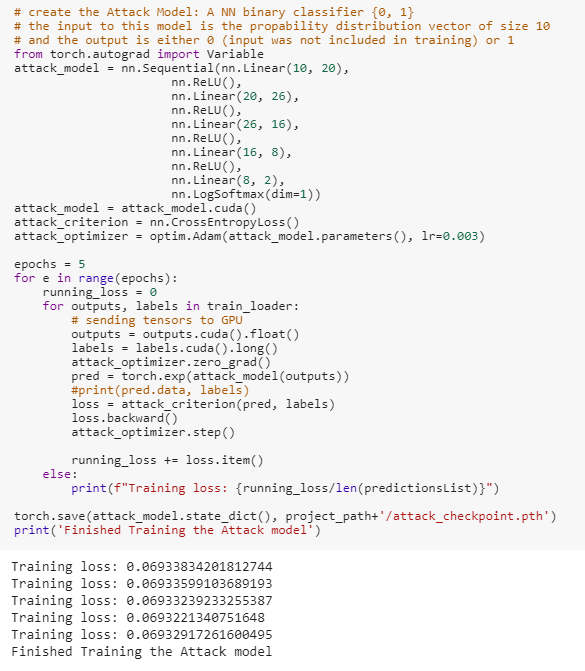 # create the Attack Model: A NN binary classifier {0, 1}
# the input to this model is the propability distribution vector of size 10
# and the output is either 0 (input was not included in training) or 1
from torch.autograd import Variable
attack_model = nn.Sequential(nn.Linear(10, 20),
                      nn.ReLU(),
                      nn.Linear(20, 26),
                      nn.ReLU(),
                      nn.Linear(26, 16),
                      nn.ReLU(),
                      nn.Linear(16, 8),
                      nn.ReLU(),
                      nn.Linear(8, 2),
                      nn.LogSoftmax(dim=1))
attack_model = attack_model.cuda()
attack_criterion = nn.CrossEntropyLoss()
attack_optimizer = optim.Adam(attack_model.parameters(), lr=0.003)

epochs = 5
for e in range(epochs):
    running_loss = 0
    for outputs, labels in train_loader:
        # sending tensors to GPU
        outputs = outputs.cuda().float()
        labels = labels.cuda().long()
        attack_optimizer.zero_grad()
        pred = torch.exp(attack_model(outputs))
        #print(pred.data, labels)
        loss = attack_criterion(pred, labels)
        loss.backward()
        attack_optimizer.step()

        running_loss += loss.item()
    else:
        print(f"Training loss: {running_loss/len(predictionsList)}")

torch.save(attack_model.state_dict(), project_path+'/attack_checkpoint.pth')
print('Finished Training the Attack model')
Training loss: 0.06933834201812744
Training loss: 0.06933599103689193
Training loss: 0.06933239233255387
Training loss: 0.0693221340751648
Training loss: 0.06932917261600495
Finished Training the Attack model